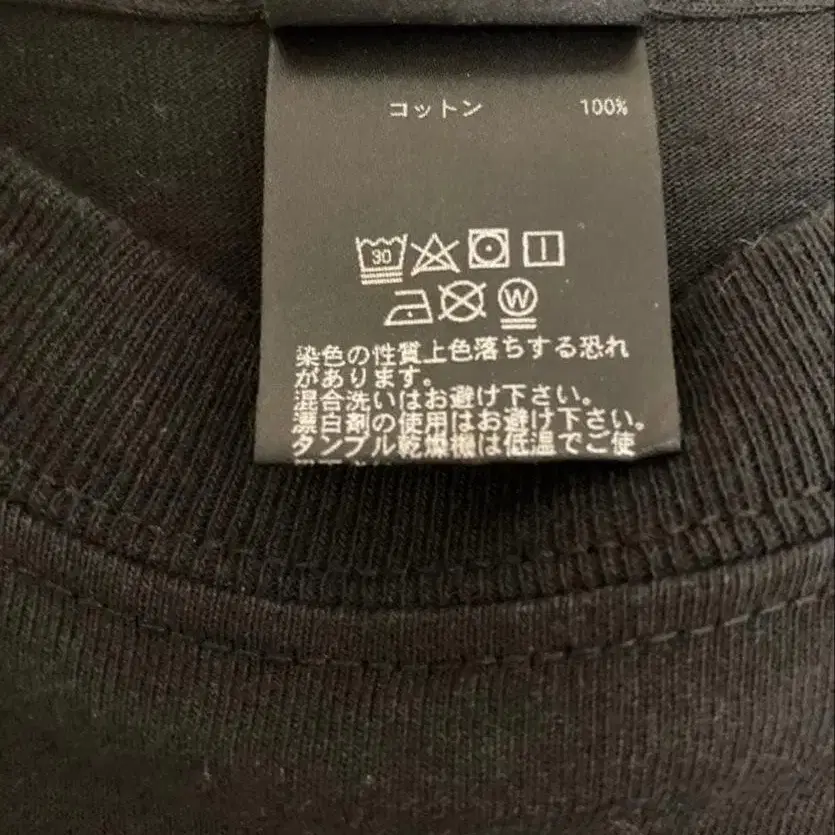 コットン 100%
30
W
染色の性質上色落ちする恐れ
があります。
混合洗いはお避け下さい。
漂白剤の使用はお避け下さい。
タンブル乾燥機は低温でご使